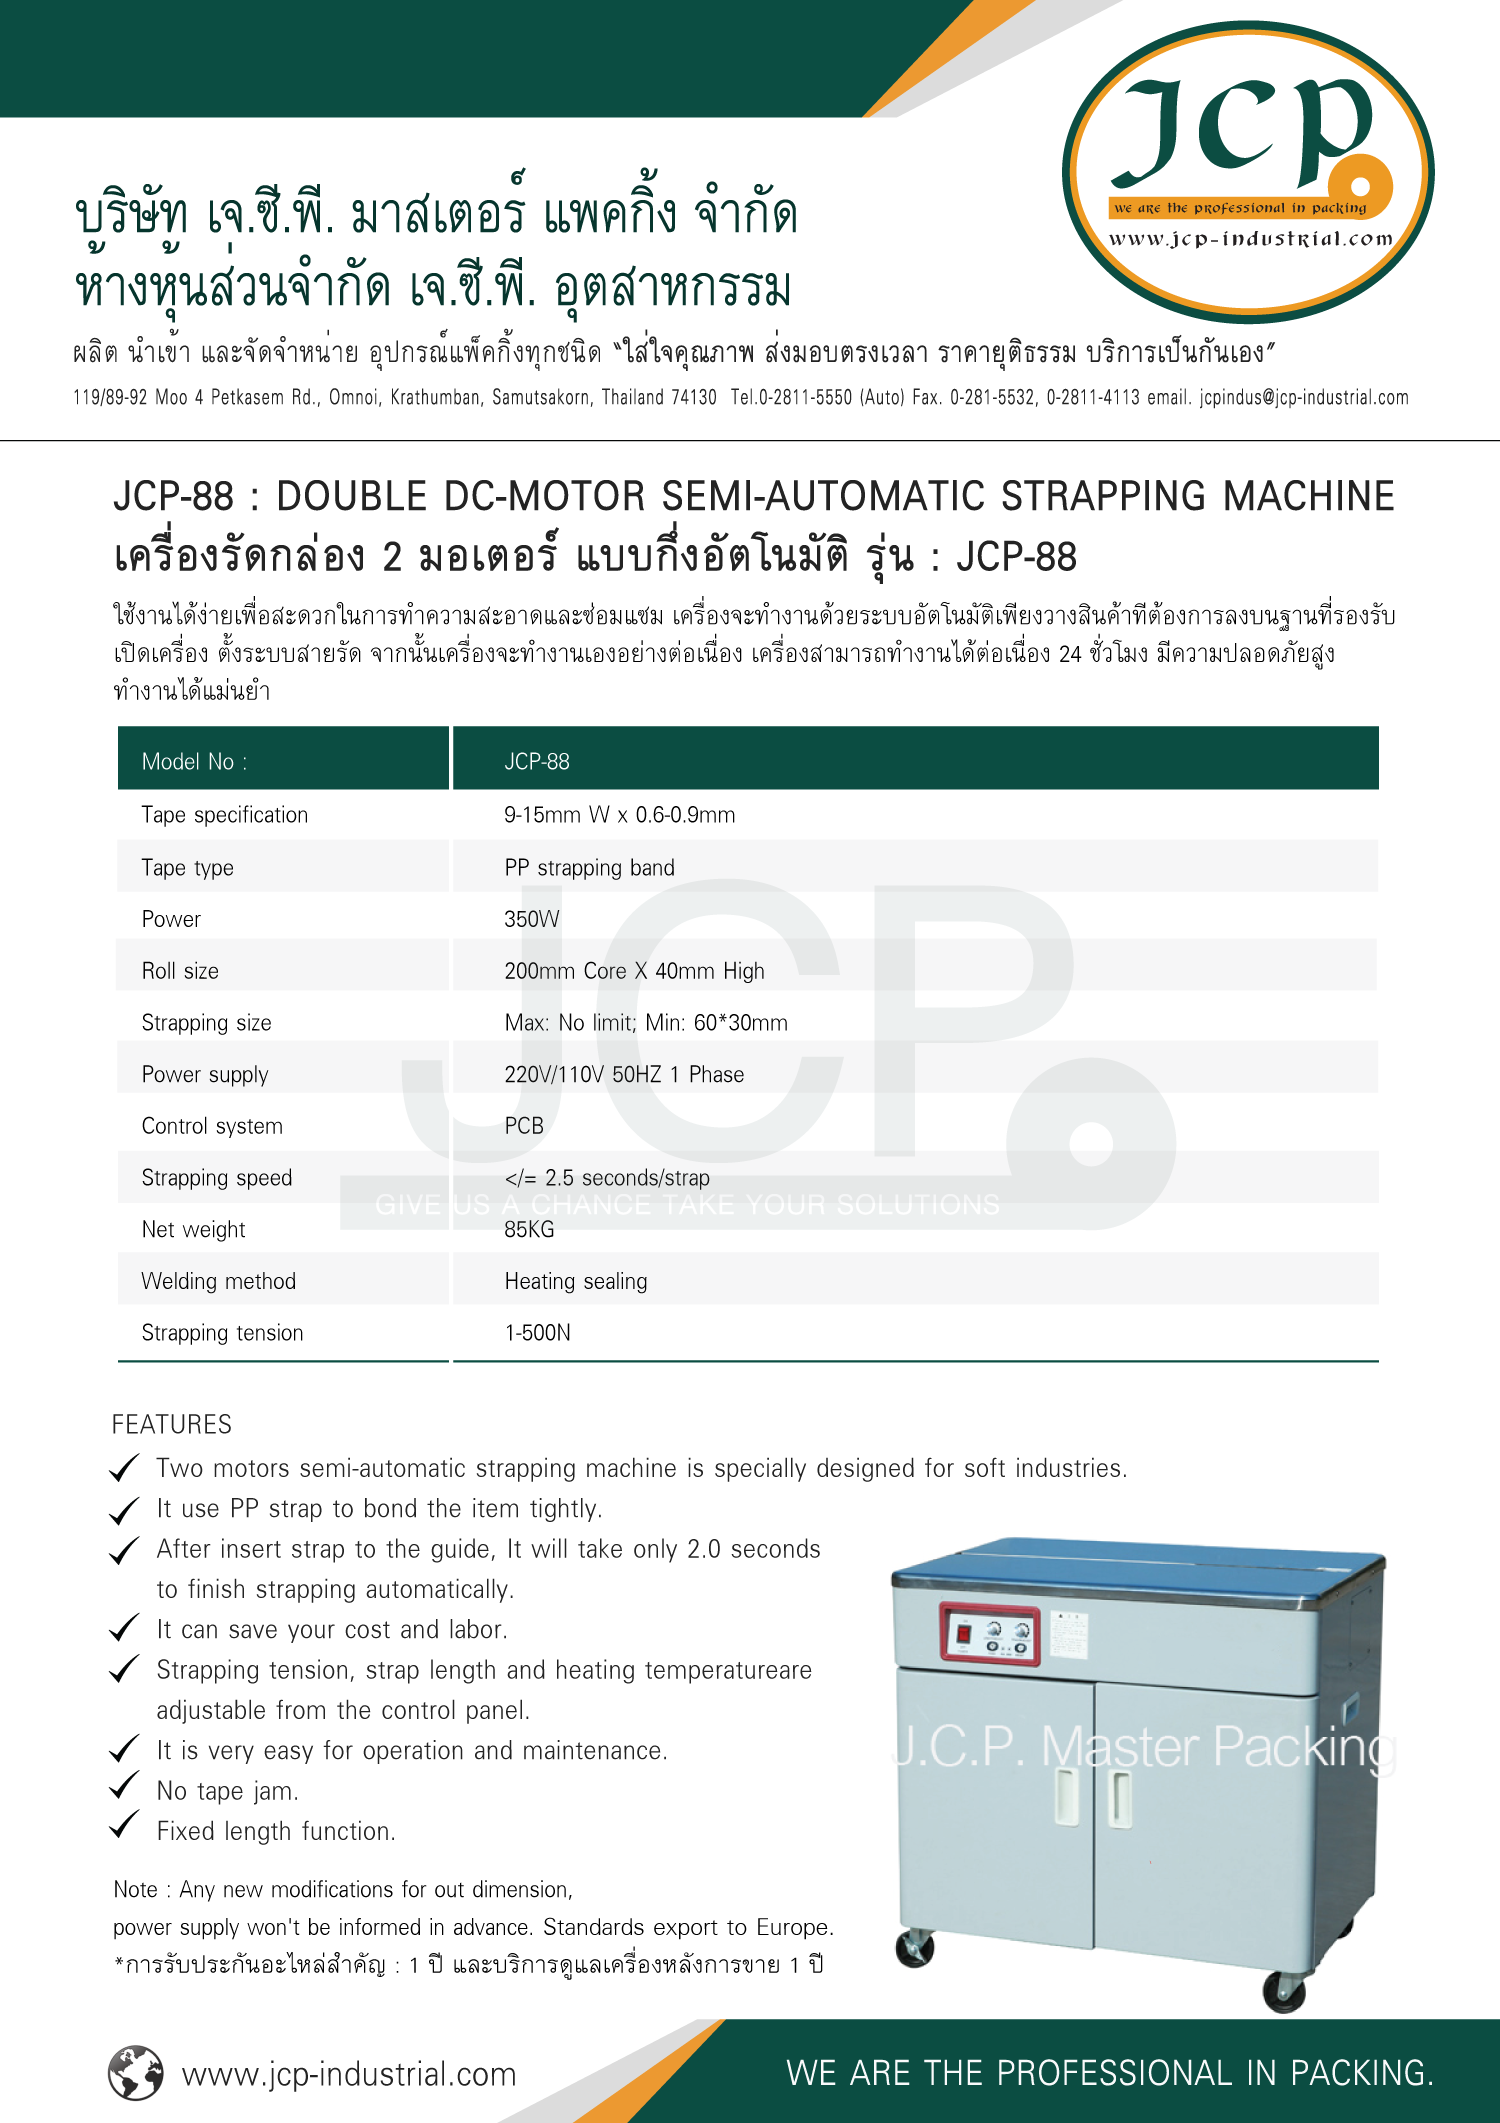 JCP
we are the professional in packing
www.jcp-industrial.com
บริษัท เจ.ซี.พี. มาสเตอร์ แพคกิ้ง จำกัด
ห้างหุ้นส่วนจำกัด เจ.ซี.พี. อุตสาหกรรม
ผลิต นำเข้า และจัดจำหน่าย อุปกรณ์แพ็คกิ้งทุกชนิด “ใส่ใจคุณภาพ ส่งมอบตรงเวลา ราคายุติธรรม บริการเป็นกันเอง”
119/89-92 Moo 4 Petkasem Rd., Omnoi, Krathumban, Samutsakorn, Thailand 74130 Tel.0-2811-5550 (Auto) Fax. 0-281-5532, 0-2811-4113 email. jcpindus@jcp-industrial.com
JCP-88 : DOUBLE DC-MOTOR SEMI-AUTOMATIC STRAPPING MACHINE
เครื่องรัดกล่อง 2 มอเตอร์ แบบกึ่งอัตโนมัติ รุ่น : JCP-88
ใช้งานได้ง่ายเพื่อสะดวกในการทำความสะอาดและซ่อมแซม เครื่องจะทำงานด้วยระบบอัตโนมัติเพียงวางสินค้าทีต้องการลงบนฐานที่รองรับ
เปิดเครื่อง ตั้งระบบสายรัด จากนั้นเครื่องจะทำงานเองอย่างต่อเนื่อง เครื่องสามารถทำงานได้ต่อเนื่อง 24 ชั่วโมง มีความปลอดภัยสูง
ทำงานได้แม่นยำ
Model No : JCP-88
Tape specification 9-15mm W x 0.6-0.9mm
Tape type PP strapping band
Power 350W
Roll size 200mm Core X 40mm High
Strapping size Max: No limit; Min: 60*30mm
Power supply 220V/110V 50HZ 1 Phase
Control system PCB
Strapping speed </= 2.5 seconds/strap
JCP
GIVE US A CHANCE TAKE YOUR SOLUTIONS
Net weight 85KG
Welding method Heating sealing
Strapping tension 1-500N
FEATURES
Two motors semi-automatic strapping machine is specially designed for soft industries.
It use PP strap to bond the item tightly.
After insert strap to the guide, It will take only 2.0 seconds
to finish strapping automatically.
It can save your cost and labor.
Strapping tension, strap length and heating temperatureare
adjustable from the control panel.
It is very easy for operation and maintenance.
No tape jam.
Fixed length function.
J.C.P. Master Packing
Note : Any new modifications for out dimension,
power supply won't be informed in advance. Standards export to Europe.
*การรับประกันอะไหล่สำคัญ : 1 ปี และบริการดูแลเครื่องหลังการขาย 1 ปี
www.jcp-industrial.com
WE ARE THE PROFESSIONAL IN PACKING.